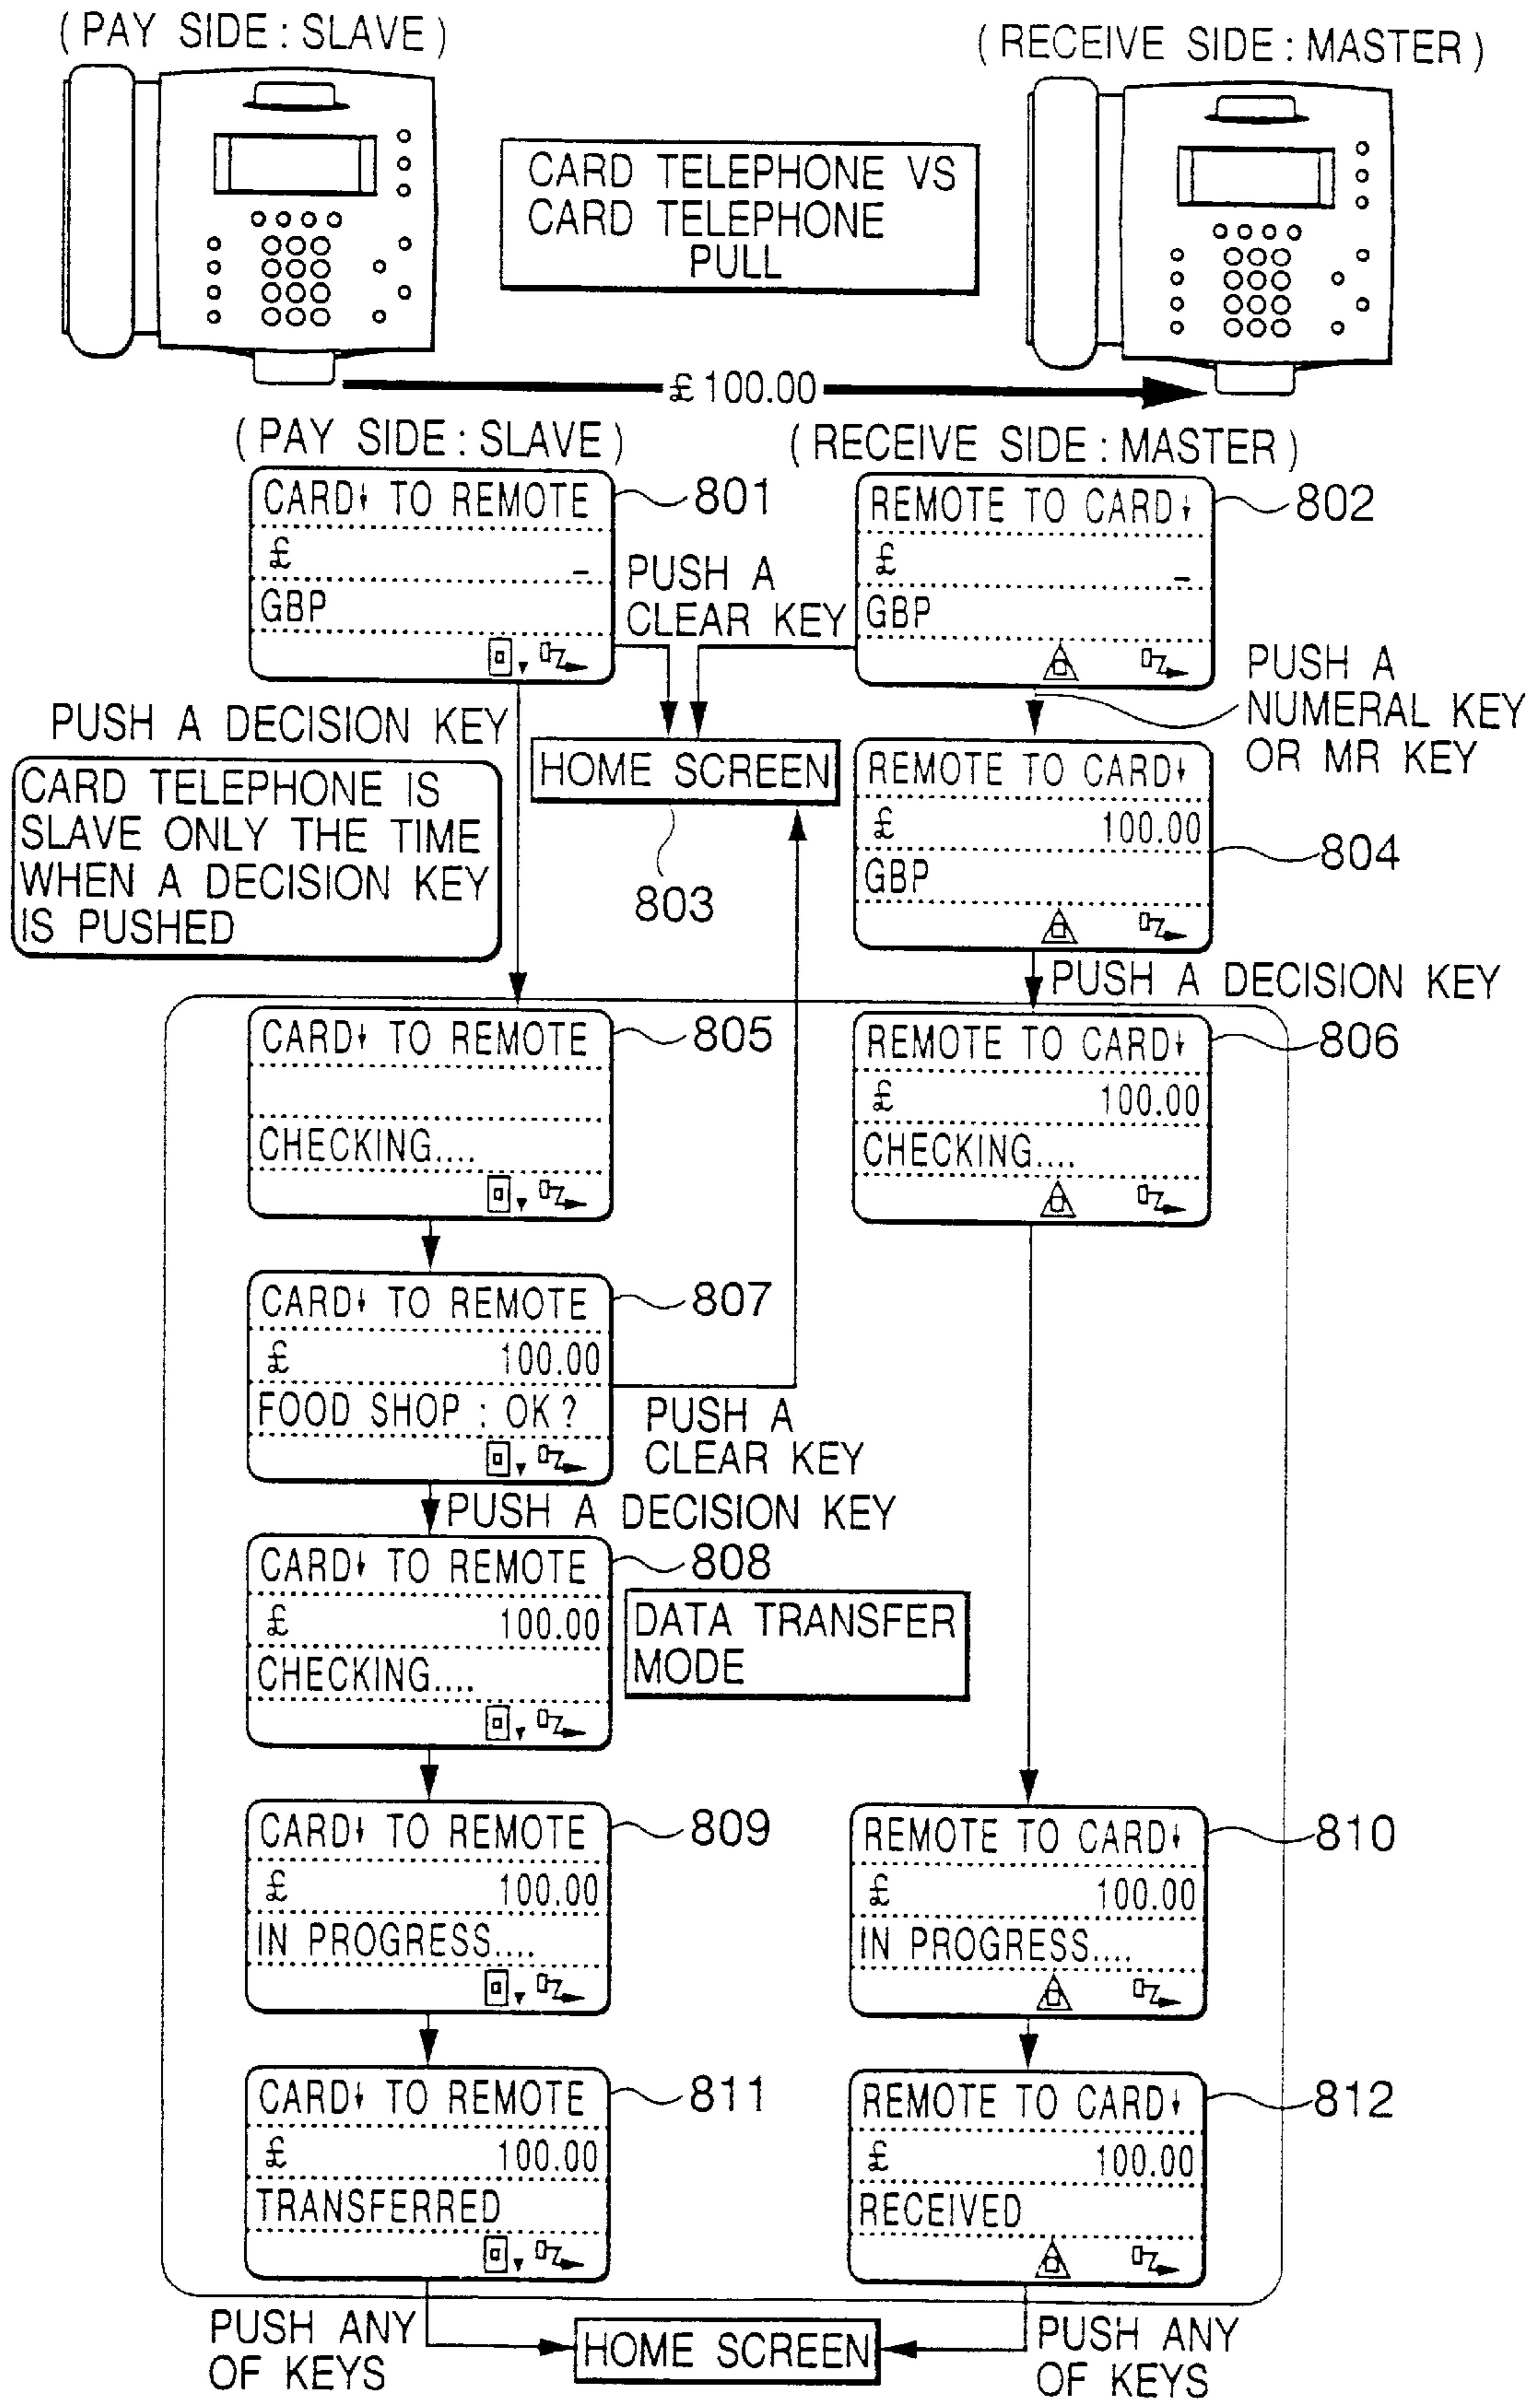 (PAY SIDE : SLAVE)
(RECEIVE SIDE : MASTER)
CARD TELEPHONE VS
CARD TELEPHONE
PULL
£100.00
(PAY SIDE : SLAVE)
(RECEIVE SIDE : MASTER)
CARD↓ TO REMOTE
801
£ _
GBP
REMOTE TO CARD↓
802
£ _
GBP
PUSH A
CLEAR KEY
PUSH A
NUMERAL KEY
OR MR KEY
PUSH A DECISION KEY
HOME SCREEN
803
CARD TELEPHONE IS
SLAVE ONLY THE TIME
WHEN A DECISION KEY
IS PUSHED
REMOTE TO CARD↓
£ 100.00
804
GBP
PUSH A DECISION KEY
CARD↓ TO REMOTE
805
CHECKING....
REMOTE TO CARD↓
806
£ 100.00
CHECKING....
CARD↓ TO REMOTE
807
£ 100.00
FOOD SHOP : OK?
PUSH A
CLEAR KEY
PUSH A DECISION KEY
CARD↓ TO REMOTE
808
£ 100.00
CHECKING....
DATA TRANSFER
MODE
CARD↓ TO REMOTE
809
£ 100.00
IN PROGRESS....
REMOTE TO CARD↓
810
£ 100.00
IN PROGRESS....
CARD↓ TO REMOTE
811
£ 100.00
TRANSFERRED
REMOTE TO CARD↓
812
£ 100.00
RECEIVED
PUSH ANY
OF KEYS
HOME SCREEN
PUSH ANY
OF KEYS